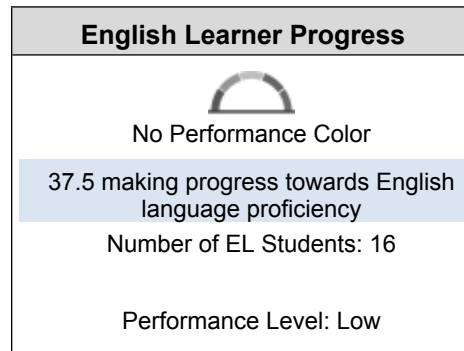 English Learner Progress
No Performance Color
37.5 making progress towards English
language proficiency
Number of EL Students: 16
Performance Level: Low